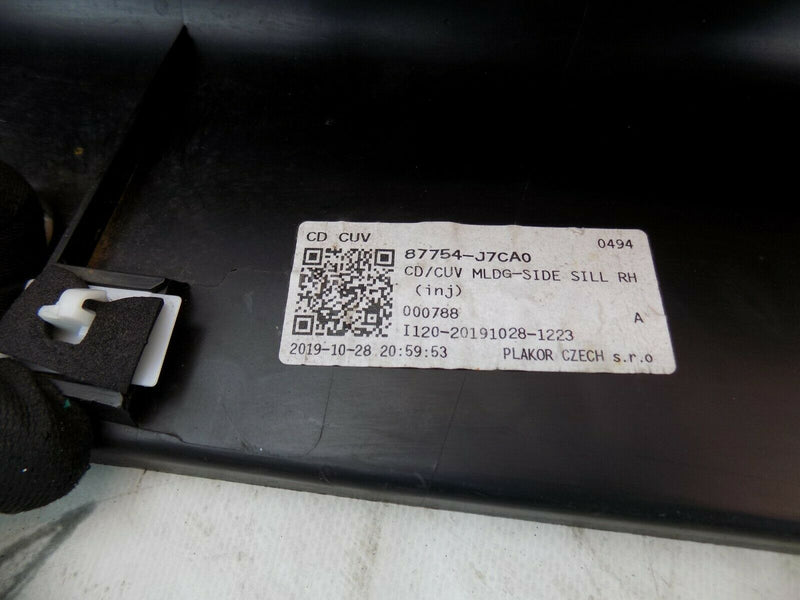 CD CUV
87754-J7CA0 0494
CD/CUV MLDG-SIDE SILL RH
(inj)
000788 A
I120-20191028-1223
2019-10-28 20:59:53 PLAKOR CZECH s.r.o